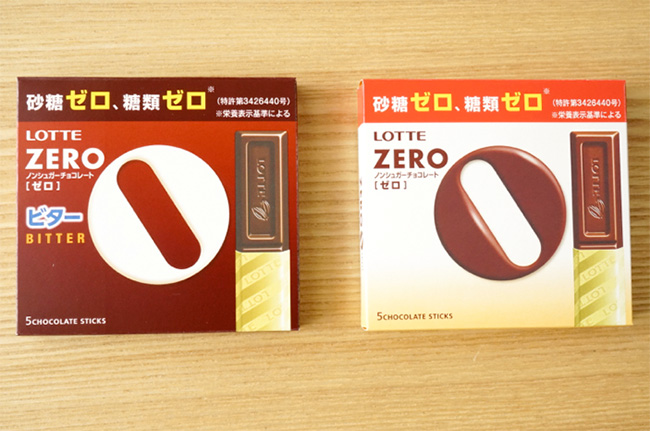 砂糖ゼロ、糖類ゼロ※
(特許第3426440号)
※栄養表示基準による
LOTTE
ZERO
ノンシュガーチョコレート
[ゼロ]
ビター
BITTER
LOTTE
LOTTE
5CHOCOLATE STICKS
砂糖ゼロ、糖類ゼロ※
(特許第3426440号)
※栄養表示基準による
LOTTE
ZERO
ノンシュガーチョコレート
[ゼロ]
LOTTE
LOTTE
5CHOCOLATE STICKS